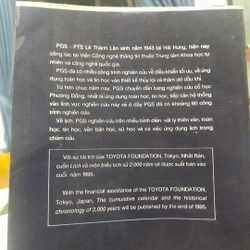 PGS - PTS Lê Thành Lân sinh năm 1943 tại Hải Hưng, hiện nay
công tác tại Viện Công nghệ thông tin thuộc Trung tâm Khoa học tự
nhiên và công nghệ quốc gia.
PGS đã có nhiều công trình nghiên cứu về điều khiển tối ưu, về ứng
dụng toán học và tin học vào thiết kế thủy lợi và thăm dò dầu khí.
Từ hơn chục năm nay, PGS chuyển dần sang nghiên cứu cổ học
Phương Đông, nhất là ứng dụng toán học, tin học, tiếp cận hệ thống
vào lĩnh vực nghiên cứu này và ở đây PGS đã có khoảng 60 công
trình nghiên cứu.
Về lịch, PGS nghiên cứu trên nhiều bình diện: vật lý thiên văn, toán
học, tin học, văn bản học, sử học và cả việc ứng dụng lịch trong
châm cứu.
Với sự tài trợ của TOYOTA FOUNDATION, Tokyo, Nhật Bản,
cuốn Lịch và niên biểu lịch sử 2.000 năm sẽ được xuất bản vào
cuối năm 1995.
With the financial assistance of the TOYOTA FOUNDATION,
Tokyo, Japan, The cumulative calendar and the historical
chronology of 2,000 years will be published by the end of 1995.